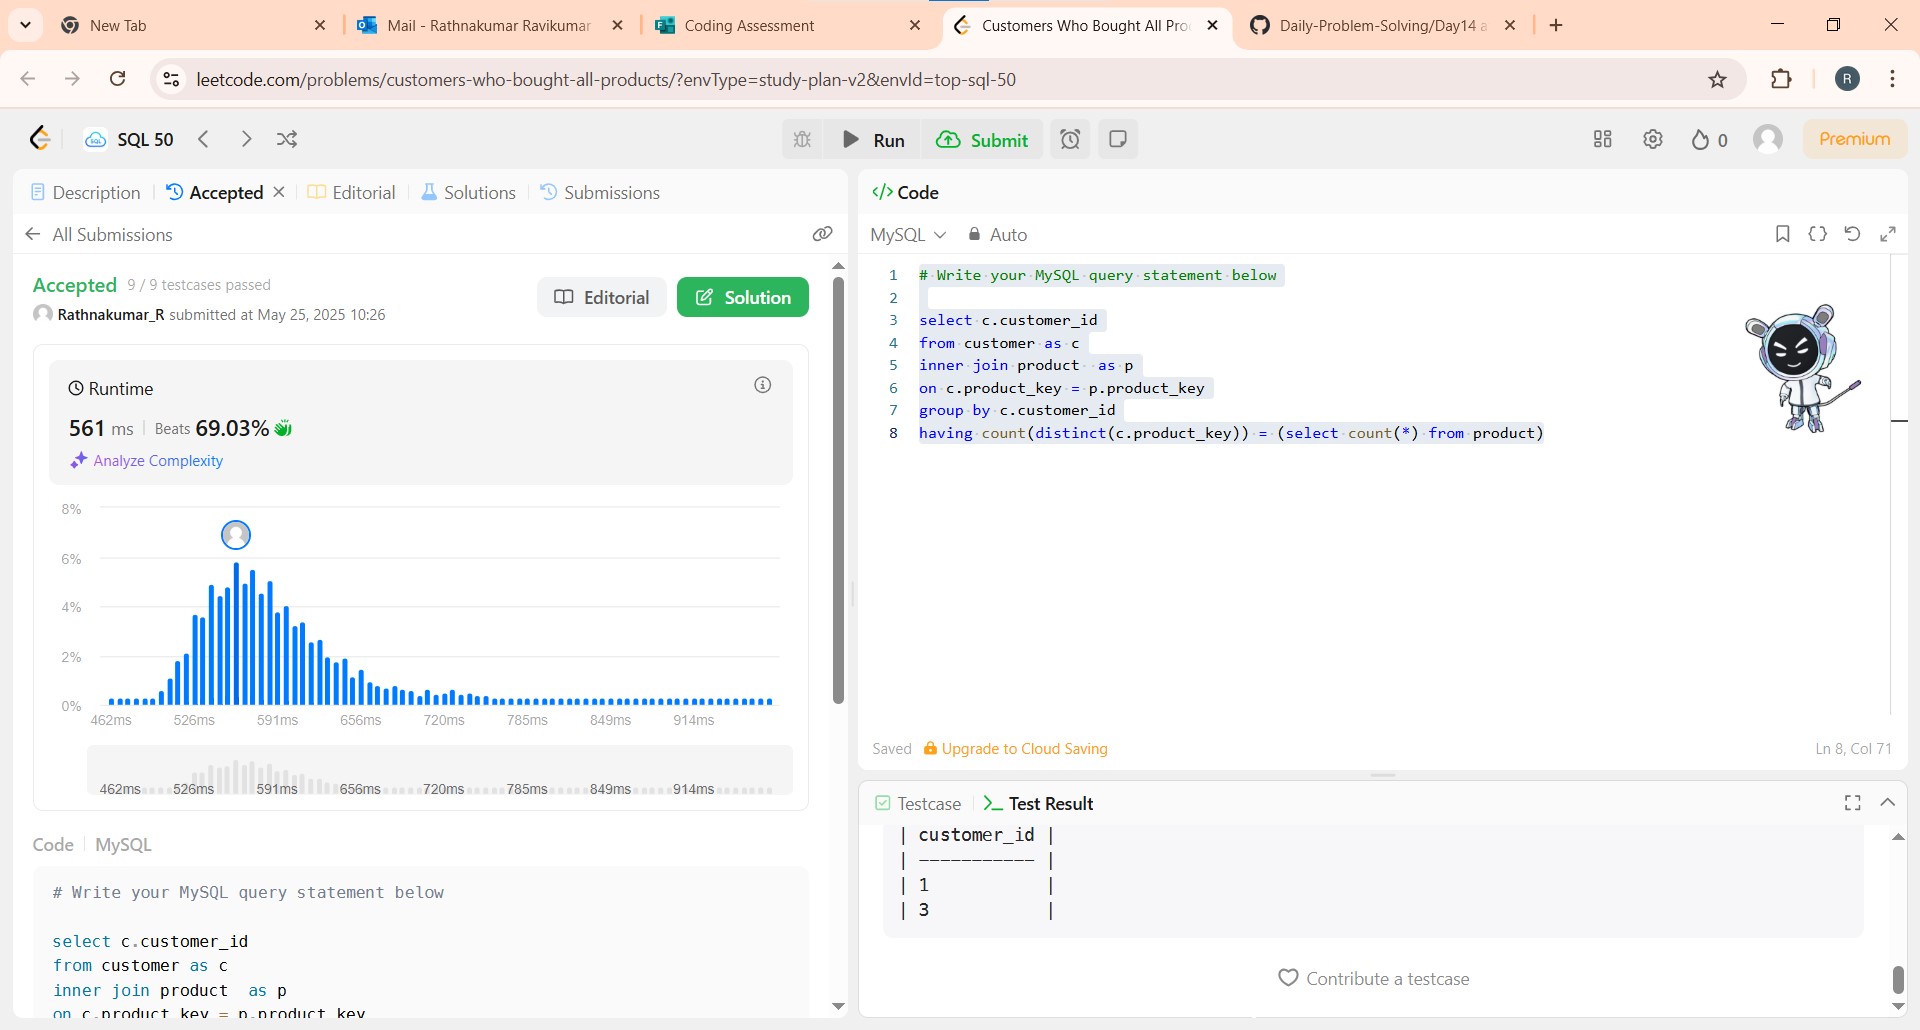 New Tab
Mail - Rathnakumar Ravikumar
Coding Assessment
Customers Who Bought All Pro
Daily-Problem-Solving/Day14 a
leetcode.com/problems/customers-who-bought-all-products/?envType=study-plan-v2&envId=top-sql-50
R
SQL 50
Run
Submit
0
Premium
Description
Accepted
Editorial
Solutions
Submissions
All Submissions
Accepted 9 / 9 testcases passed
Rathnakumar_R submitted at May 25, 2025 10:26
Editorial
Solution
Runtime
561 ms Beats 69.03%
Analyze Complexity
8%
6%
4%
2%
0%
462ms 526ms 591ms 656ms 720ms 785ms 849ms 914ms
462ms 526ms 591ms 656ms 720ms 785ms 849ms 914ms
Code MySQL
# Write your MySQL query statement below
select c.customer_id
from customer as c
inner join product  as p
on c.product_key = p.product_key
</> Code
MySQL Auto
1 # Write your MySQL query statement below
2
3 select c.customer_id
4 from customer as c
5 inner join product  as p
6 on c.product_key = p.product_key
7 group by c.customer_id
8 having count(distinct(c.product_key)) = (select count(*) from product)
Saved Upgrade to Cloud Saving
Ln 8, Col 71
Testcase
Test Result
| customer_id |
| ----------- |
| 1 |
| 3 |
Contribute a testcase